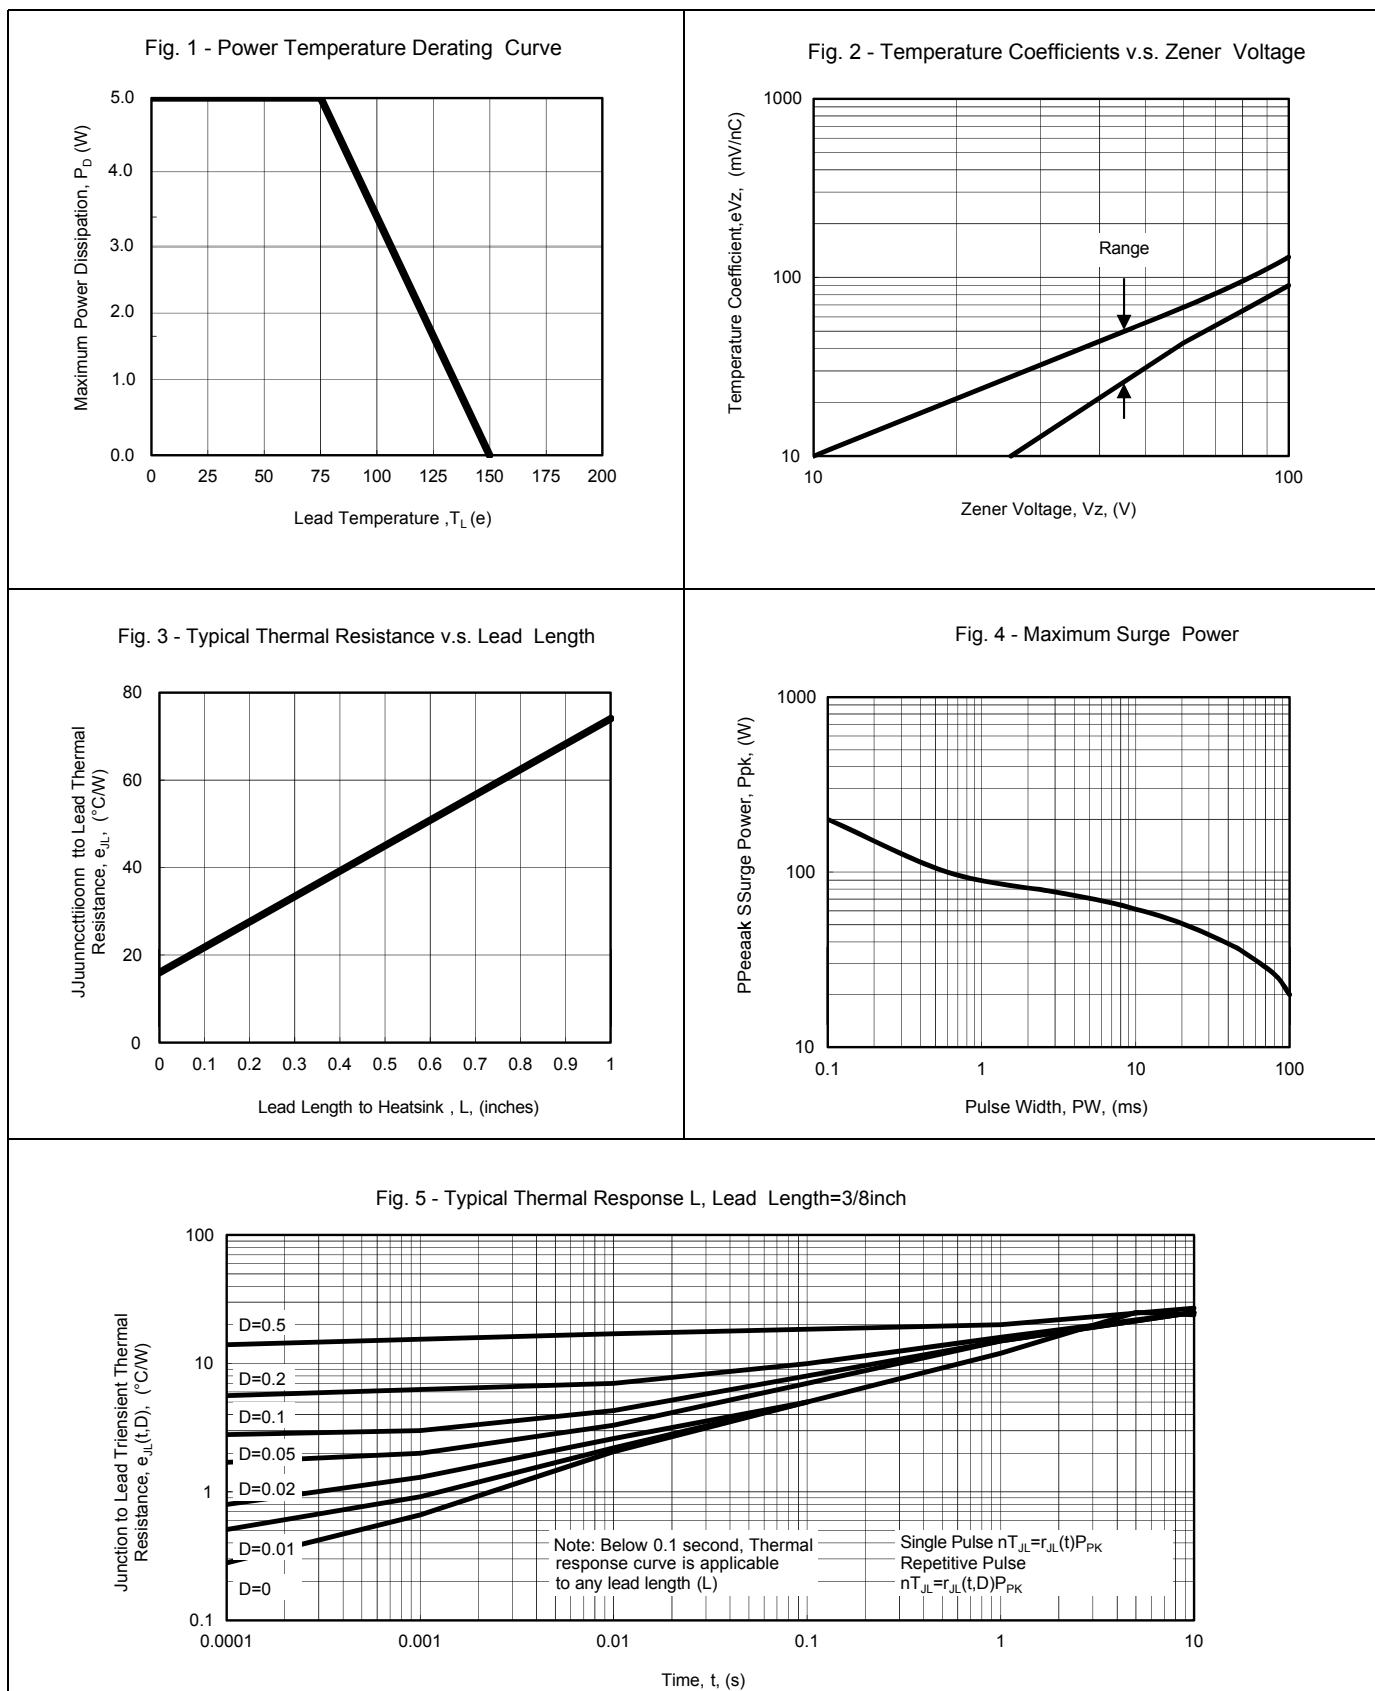 Fig. 1 - Power Temperature Derating Curve
Maximum Power Dissipation, PD (W)
5.0
4.0
3.0
2.0
1.0
0.0
0 25 50 75 100 125 150 175 200
Lead Temperature ,TL (e)
Fig. 2 - Temperature Coefficients v.s. Zener Voltage
Temperature Coefficient,eVz, (mV/nC)
1000
100
10
Range
10 100
Zener Voltage, Vz, (V)
Fig. 3 - Typical Thermal Resistance v.s. Lead Length
JJuunnccttiioonn tto Lead Thermal
Resistance, eJL, (°C/W)
80
60
40
20
0
0 0.1 0.2 0.3 0.4 0.5 0.6 0.7 0.8 0.9 1
Lead Length to Heatsink , L, (inches)
Fig. 4 - Maximum Surge Power
PPeeaak SSurge Power, Ppk, (W)
1000
100
10
0.1 1 10 100
Pulse Width, PW, (ms)
Fig. 5 - Typical Thermal Response L, Lead Length=3/8inch
Junction to Lead Triensient Thermal
Resistance, eJL(t,D), (°C/W)
100
10
1
0.1
D=0.5
D=0.2
D=0.1
D=0.05
D=0.02
D=0.01
D=0
Note: Below 0.1 second, Thermal
response curve is applicable
to any lead length (L)
Single Pulse nTJL=rJL(t)PPK
Repetitive Pulse
nTJL=rJL(t,D)PPK
0.0001 0.001 0.01 0.1 1 10
Time, t, (s)